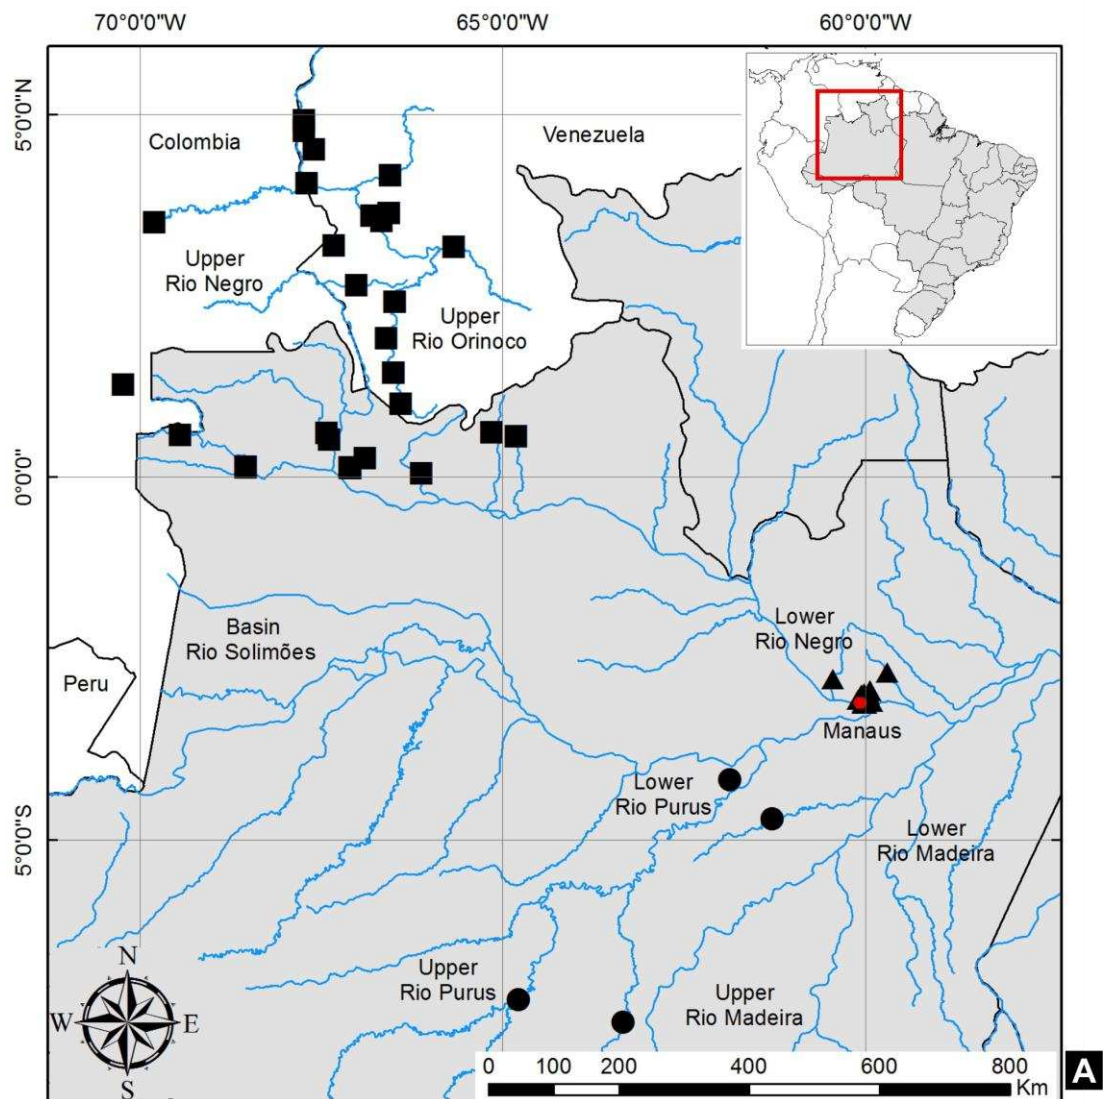 70°0'0"W 65°0'0"W 60°0'0"W
5°0'0"N
Colombia
Venezuela
Upper
Rio Negro
Upper
Rio Orinoco
0°0'0"
Basin
Rio Solimões
Lower
Rio Negro
Peru
Manaus
Lower
Rio Purus
5°0'0"S
Lower
Rio Madeira
Upper
Rio Purus
Upper
Rio Madeira
N
W E
S
0 100 200 400 600 800
Km
A